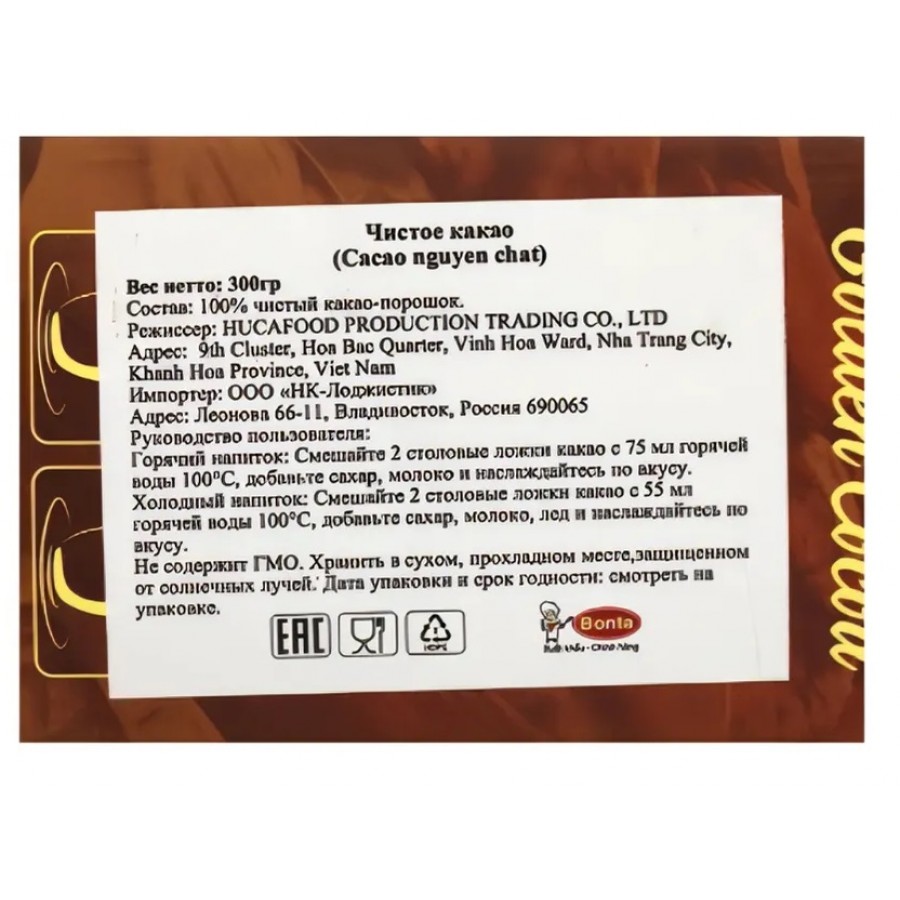 Чистое какао
(Cacao nguyen chat)
Вес нетто: 300гр
Состав: 100% чистый какао-порошок.
Режиссер: HUCAFOOD PRODUCTION TRADING CO., LTD
Адрес: 9th Cluster, Hoa Bac Quarter, Vinh Hoa Ward, Nha Trang City,
Khanh Hoa Province, Viet Nam
Импортер: ООО «НК-Лоджистик»
Адрес: Леонова 66-11, Владивосток, Россия 690065
Руководство пользователя:
Горячий напиток: Смешайте 2 столовые ложки какао с 75 мл горячей
воды 100°C, добавьте сахар, молоко и наслаждайтесь по вкусу.
Холодный напиток: Смешайте 2 столовые ложки какао с 55 мл
горячей воды 100°C, добавьте сахар, молоко, лед и наслаждайтесь по
вкусу.
Не содержит ГМО. Хранить в сухом, прохладном месте,защищенном
от солнечных лучей. Дата упаковки и срок годности: смотреть на
упаковке.
EAC
HDPE
Bonla
Golden Cocoa